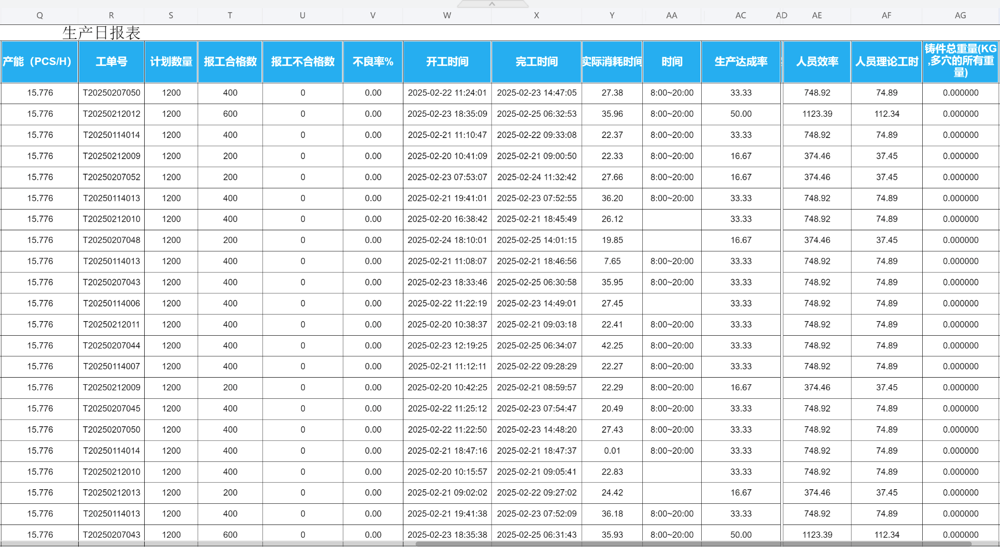 Q R S T U V W X Y AA AC AD AE AF AG
生产日报表
产能（PCS/H） 工单号 计划数量 报工合格数 报工不合格数 不良率% 开工时间 完工时间 实际消耗时间 时间 生产达成率 人员效率 人员理论工时 铸件总重量(KG
,多穴的所有重
量)
15.776 T20250207050 1200 400 0 0.00 2025-02-22 11:24:01 2025-02-23 14:47:05 27.38 8:00~20:00 33.33 748.92 74.89 0.000000
15.776 T20250212012 1200 600 0 0.00 2025-02-23 18:35:09 2025-02-25 06:32:53 35.96 8:00~20:00 50.00 1123.39 112.34 0.000000
15.776 T20250114014 1200 400 0 0.00 2025-02-21 11:10:47 2025-02-22 09:33:08 22.37 8:00~20:00 33.33 748.92 74.89 0.000000
15.776 T20250212009 1200 200 0 0.00 2025-02-20 10:41:09 2025-02-21 09:00:50 22.33 8:00~20:00 16.67 374.46 37.45 0.000000
15.776 T20250207052 1200 200 0 0.00 2025-02-23 07:53:07 2025-02-24 11:32:42 27.66 8:00~20:00 16.67 374.46 37.45 0.000000
15.776 T20250114013 1200 400 0 0.00 2025-02-21 19:41:01 2025-02-23 07:52:55 36.20 8:00~20:00 33.33 748.92 74.89 0.000000
15.776 T20250212010 1200 400 0 0.00 2025-02-20 16:38:42 2025-02-21 18:45:49 26.12 33.33 748.92 74.89 0.000000
15.776 T20250207048 1200 200 0 0.00 2025-02-24 18:10:01 2025-02-25 14:01:15 19.85 16.67 374.46 37.45 0.000000
15.776 T20250114013 1200 400 0 0.00 2025-02-21 11:08:07 2025-02-21 18:46:56 7.65 8:00~20:00 33.33 748.92 74.89 0.000000
15.776 T20250207043 1200 400 0 0.00 2025-02-23 18:33:46 2025-02-25 06:30:58 35.95 8:00~20:00 33.33 748.92 74.89 0.000000
15.776 T20250114006 1200 400 0 0.00 2025-02-22 11:22:19 2025-02-23 14:49:01 27.45 33.33 748.92 74.89 0.000000
15.776 T20250212011 1200 400 0 0.00 2025-02-20 10:38:37 2025-02-21 09:03:18 22.41 8:00~20:00 33.33 748.92 74.89 0.000000
15.776 T20250207044 1200 400 0 0.00 2025-02-23 12:19:25 2025-02-25 06:34:07 42.25 8:00~20:00 33.33 748.92 74.89 0.000000
15.776 T20250114007 1200 400 0 0.00 2025-02-21 11:12:11 2025-02-22 09:28:29 22.27 8:00~20:00 33.33 748.92 74.89 0.000000
15.776 T20250212009 1200 200 0 0.00 2025-02-20 10:42:25 2025-02-21 08:59:57 22.29 8:00~20:00 16.67 374.46 37.45 0.000000
15.776 T20250207045 1200 400 0 0.00 2025-02-22 11:25:12 2025-02-23 07:54:47 20.49 8:00~20:00 33.33 748.92 74.89 0.000000
15.776 T20250207050 1200 400 0 0.00 2025-02-22 11:22:50 2025-02-23 14:48:20 27.43 8:00~20:00 33.33 748.92 74.89 0.000000
15.776 T20250114014 1200 400 0 0.00 2025-02-21 18:47:16 2025-02-21 18:47:37 0.01 8:00~20:00 33.33 748.92 74.89 0.000000
15.776 T20250212010 1200 400 0 0.00 2025-02-20 10:15:57 2025-02-21 09:05:41 22.83 33.33 748.92 74.89 0.000000
15.776 T20250212013 1200 200 0 0.00 2025-02-21 09:02:02 2025-02-22 09:27:02 24.42 16.67 374.46 37.45 0.000000
15.776 T20250114013 1200 400 0 0.00 2025-02-21 19:41:38 2025-02-23 07:52:09 36.18 8:00~20:00 33.33 748.92 74.89 0.000000
15.776 T20250207043 1200 600 0 0.00 2025-02-23 18:35:38 2025-02-25 06:31:43 35.93 8:00~20:00 50.00 1123.39 112.34 0.000000